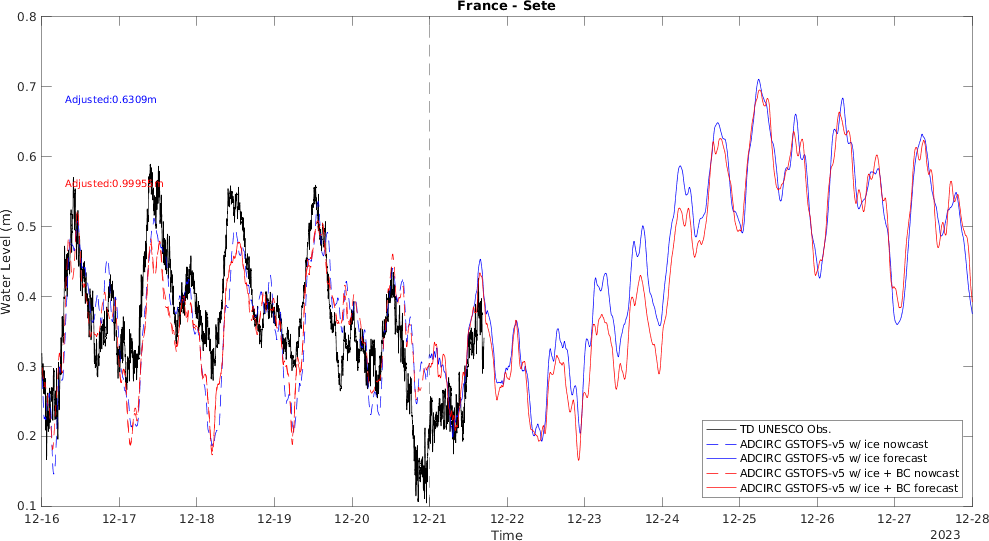 France - Sete
0.8
0.7
0.6
0.5
0.4
0.3
0.2
0.1
Water Level (m)
Adjusted:0.6309m
12-16
12-17
12-18
12-19
12-20
12-21
12-22
12-23
12-24
12-25
12-26
12-27
12-28
Time
2023
TD UNESCO Obs.
ADCIRC GSTOFS-v5 w/ ice nowcast
ADCIRC GSTOFS-v5 w/ ice forecast
ADCIRC GSTOFS-v5 w/ ice + BC nowcast
ADCIRC GSTOFS-v5 w/ ice + BC forecast